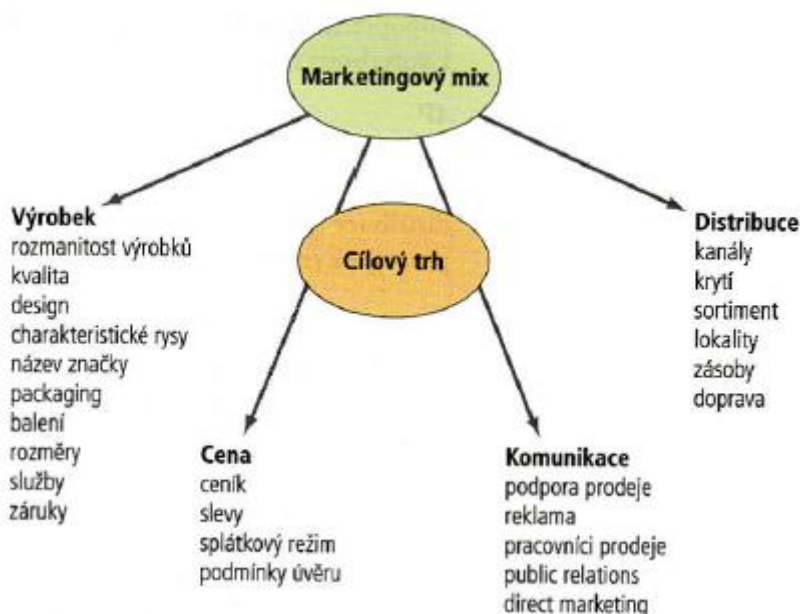 Marketingový mix
Cílový trh
Výrobek
rozmanitost výrobků
kvalita
design
charakteristické rysy
název značky
packaging
balení
rozměry
služby
záruky
Cena
ceník
slevy
splátkový režim
podmínky úvěru
Komunikace
podpora prodeje
reklama
pracovníci prodeje
public relations
direct marketing
Distribuce
kanály
krytí
sortiment
lokality
zásoby
doprava